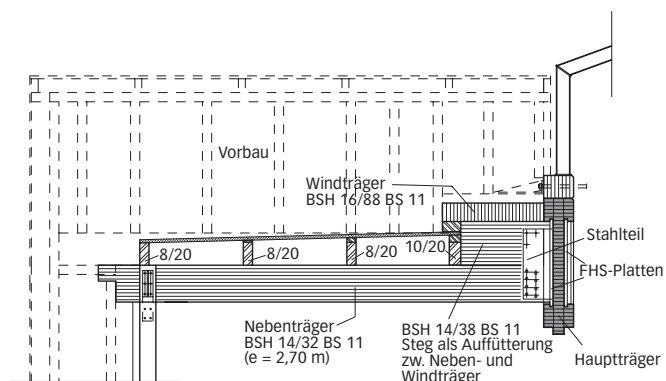 Vorbau
Windträger
BSH 16/88 BS 11
8/20
8/20
8/20
10/20
Stahlteil
FHS-Platten
Nebenträger
BSH 14/32 BS 11
(e = 2,70 m)
BSH 14/38 BS 11
Steg als Auffütterung
zw. Neben- und
Windträger
Hauptträger